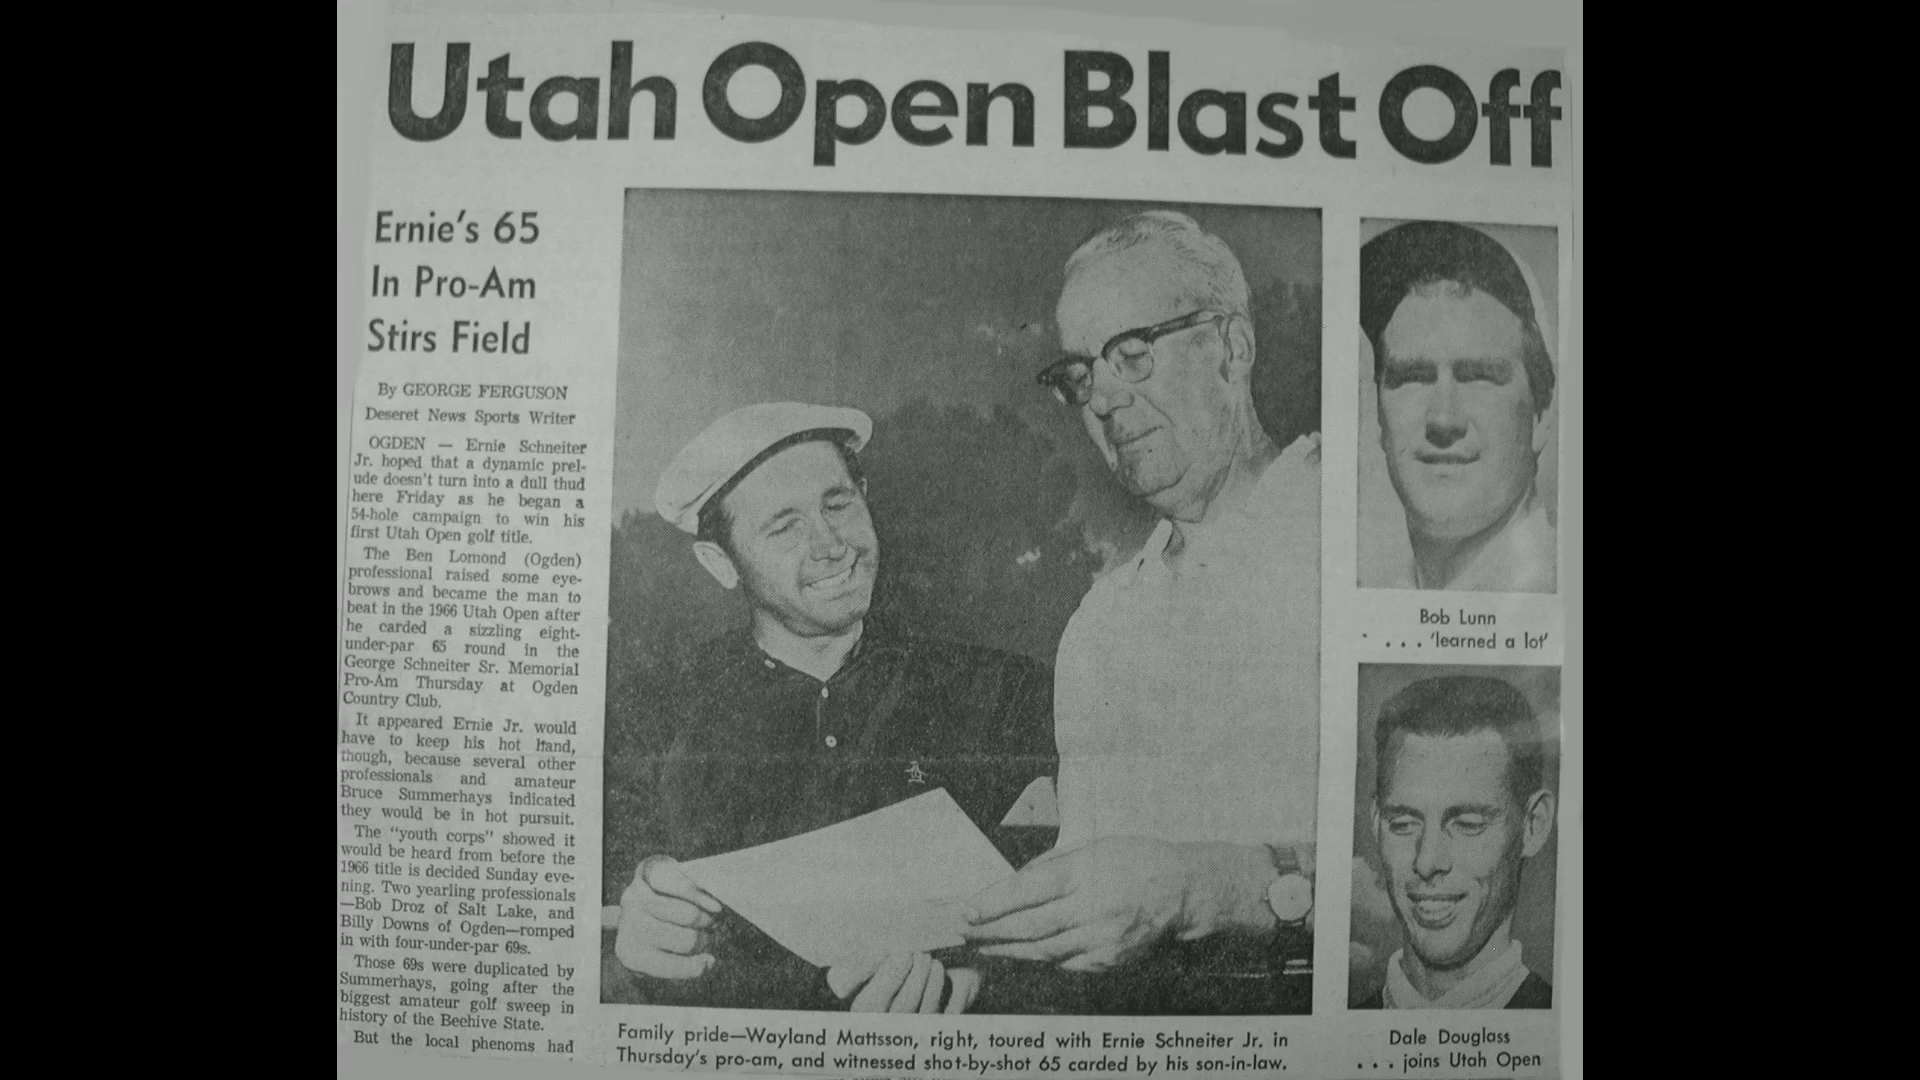 Utah Open Blast Off
Ernie's 65
In Pro-Am
Stirs Field
By GEORGE FERGUSON
Deseret News Sports Writer
OGDEN — Ernie Schneiter
Jr. hoped that a dynamic prel-
ude doesn't turn into a dull thud
here Friday as he began a
54-hole campaign to win his
first Utah Open golf title.
The Ben Lomond (Ogden)
professional raised some eye-
brows and became the man to
beat in the 1966 Utah Open after
he carded a sizzling eight-
under-par 65 round in the
George Schneiter Sr. Memorial
Pro-Am Thursday at Ogden
Country Club.
It appeared Ernie Jr. would
have to keep his hot hand,
though, because several other
professionals and amateur
Bruce Summerhays indicated
they would be in hot pursuit.
The "youth corps" showed it
would be heard from before the
1966 title is decided Sunday eve-
ning. Two yearling professionals
—Bob Droz of Salt Lake, and
Billy Downs of Ogden—romped
in with four-under-par 69s.
Those 69s were duplicated by
Summerhays, going after the
biggest amateur golf sweep in
history of the Beehive State.
But the local phenoms had
Family pride—Wayland Mattsson, right, toured with Ernie Schneiter Jr. in
Thursday's pro-am, and witnessed shot-by-shot 65 carded by his son-in-law.
Bob Lunn
. . . 'learned a lot'
Dale Douglass
. . . joins Utah Open